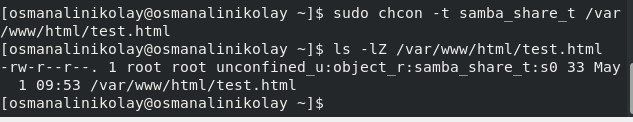 [osmanalinikolay@osmanalinikolay ~]$ sudo chcon -t samba_share_t /var
/www/html/test.html
[osmanalinikolay@osmanalinikolay ~]$ ls -lZ /var/www/html/test.html
-rw-r--r--. 1 root root unconfined_u:object_r:samba_share_t:s0 33 May
  1 09:53 /var/www/html/test.html
[osmanalinikolay@osmanalinikolay ~]$